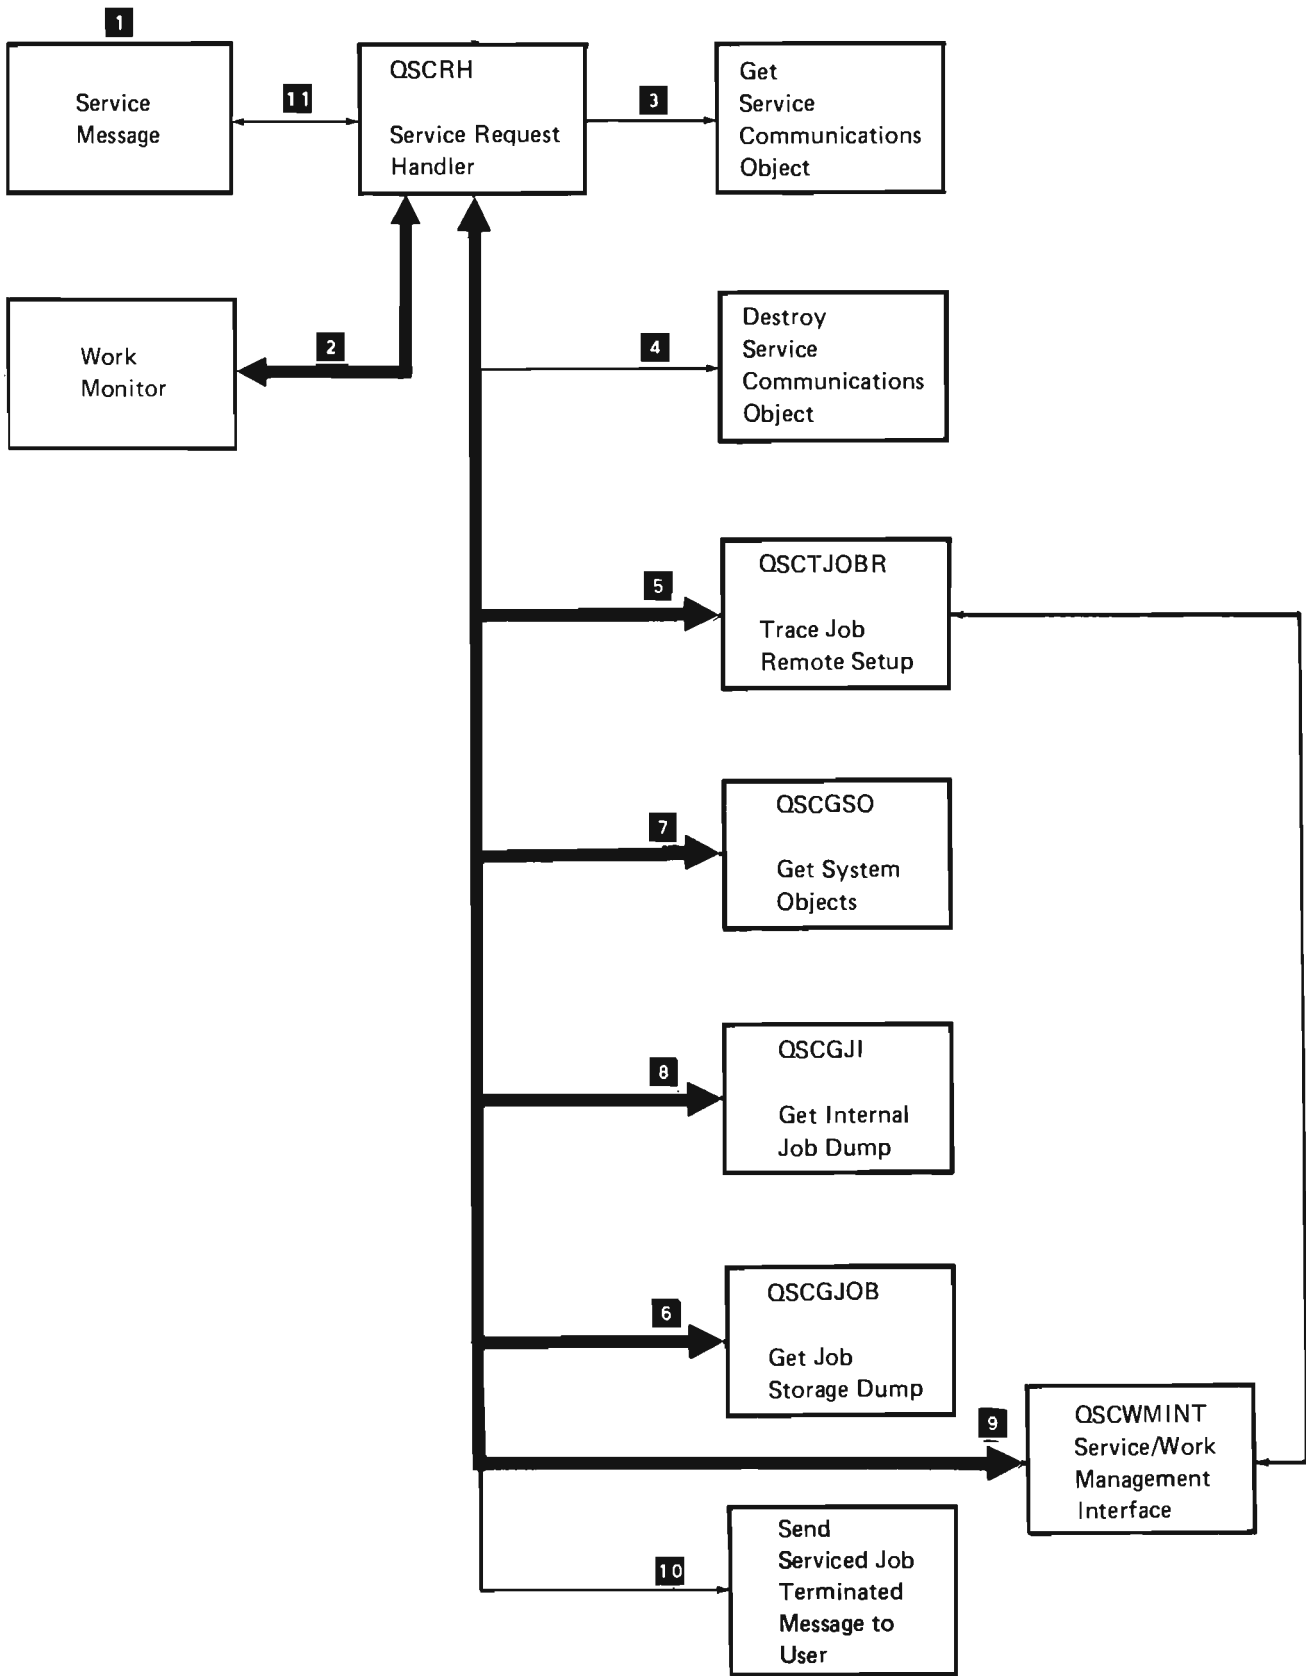 1
Service
Message
11
QSCRH
Service Request
Handler
3
Get
Service
Communications
Object
Work
Monitor
2
4
Destroy
Service
Communications
Object
5
QSCTJOBR
Trace Job
Remote Setup
7
QSCGSO
Get System
Objects
8
QSCGJI
Get Internal
Job Dump
6
QSCGJOB
Get Job
Storage Dump
9
QSCWMINT
Service/Work
Management
Interface
10
Send
Serviced Job
Terminated
Message to
User